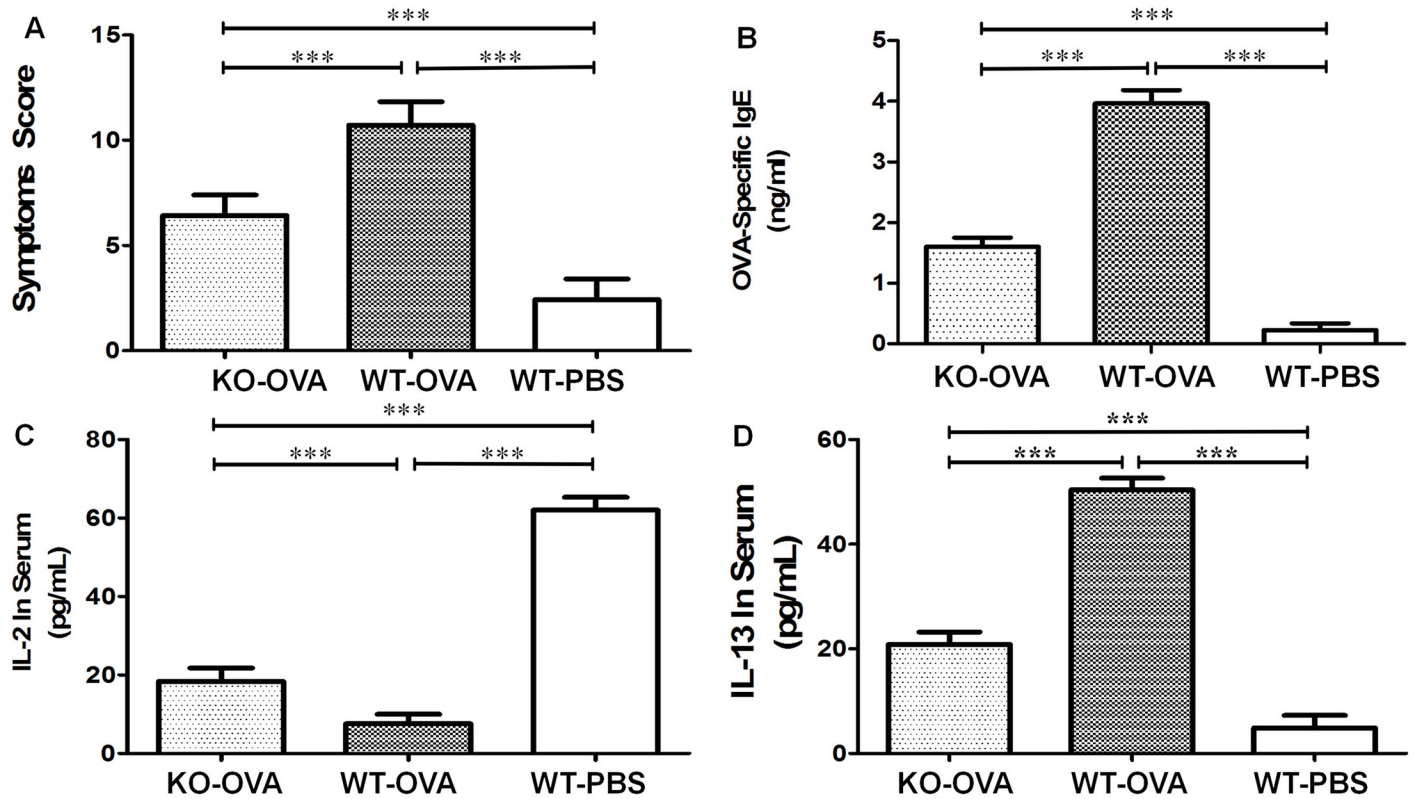 A
Symptoms Score
15
10
5
0
***
***
***
KO-OVA
WT-OVA
WT-PBS
B
OVA-Specific IgE
(ng/ml)
5
4
3
2
1
0
***
***
***
KO-OVA
WT-OVA
WT-PBS
C
IL-2 In Serum
(pg/mL)
80
60
40
20
0
***
***
***
KO-OVA
WT-OVA
WT-PBS
D
IL-13 In Serum
(pg/mL)
60
40
20
0
***
***
***
KO-OVA
WT-OVA
WT-PBS